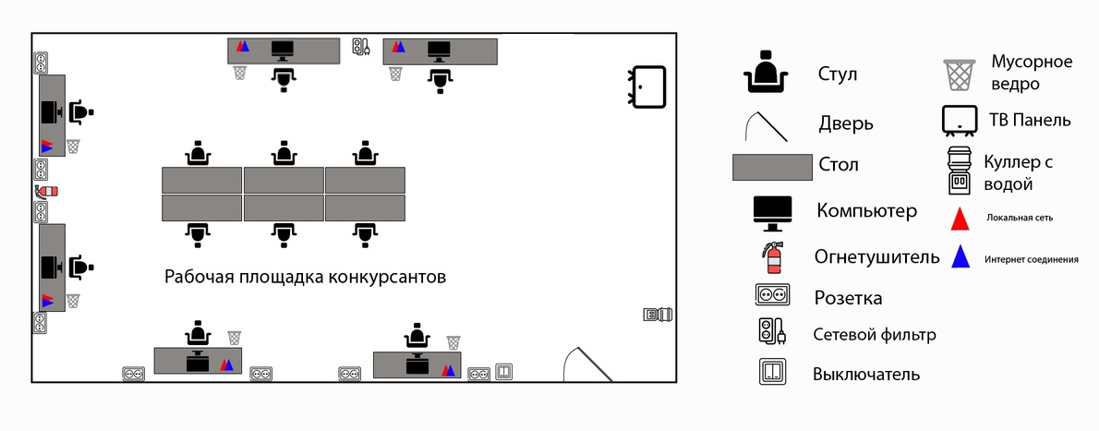 Рабочая площадка конкурсантов
Стул
Дверь
Стол
Компьютер
Огнетушитель
Розетка
Сетевой фильтр
Выключатель
Мусорное
ведро
ТВ Панель
Куллер с
водой
Локальная сеть
Интернет соединения